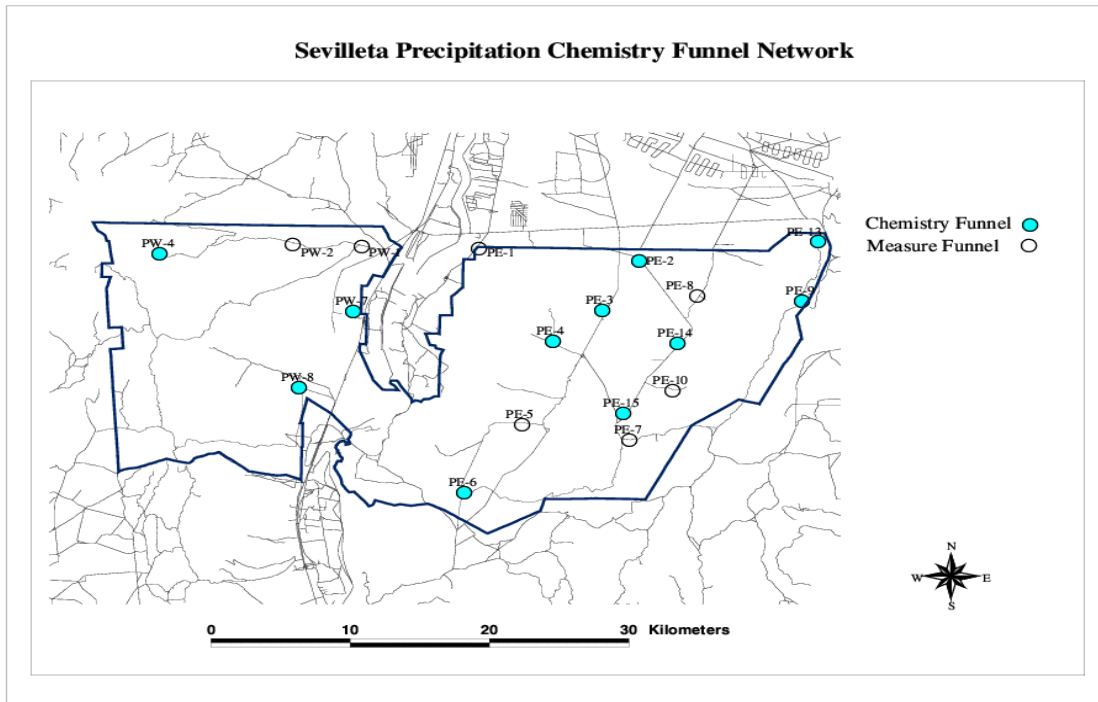 Sevilleta Precipitation Chemistry Funnel Network
Chemistry Funnel
Measure Funnel
PE-13
PW-4
PW-2
PE-1
PE-2
PE-8
PE-9
PW-7
PE-3
PE-4
PE-14
PW-8
PE-10
PE-15
PE-5
PE-7
PE-6
N
W
E
S
0 10 20 30 Kilometers